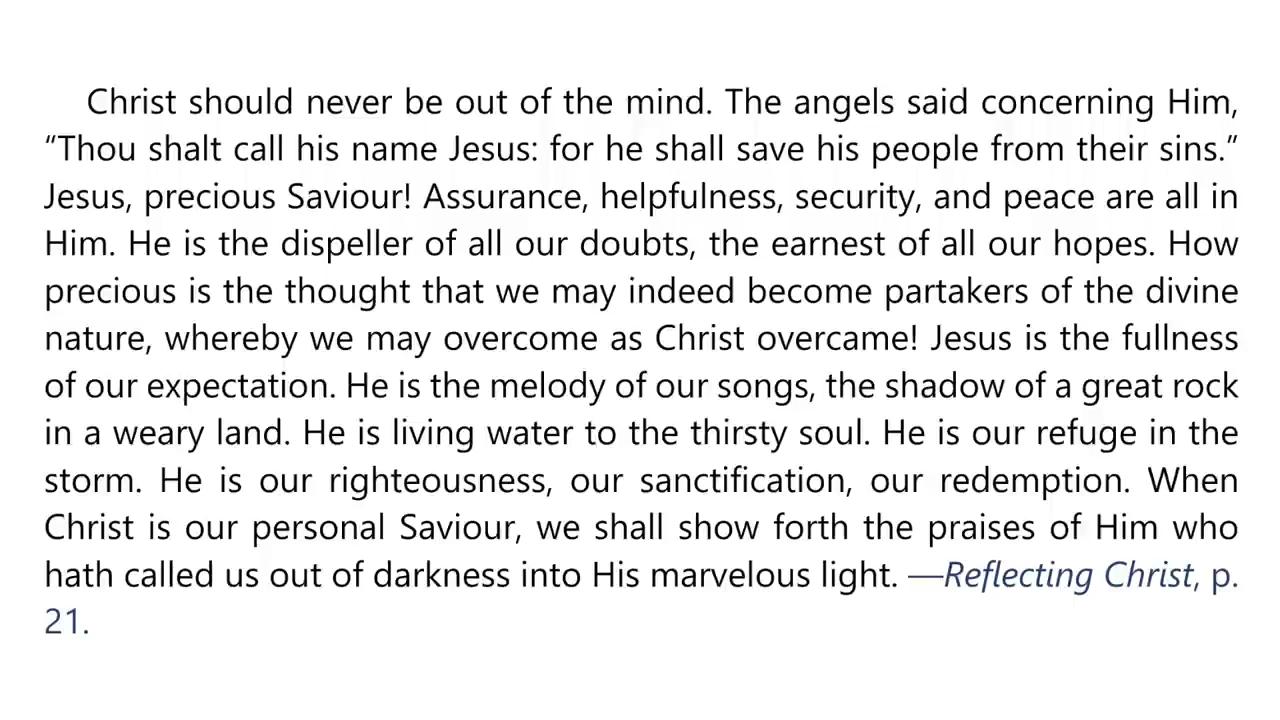 Christ should never be out of the mind. The angels said concerning Him,
“Thou shalt call his name Jesus: for he shall save his people from their sins.”
Jesus, precious Saviour! Assurance, helpfulness, security, and peace are all in
Him. He is the dispeller of all our doubts, the earnest of all our hopes. How
precious is the thought that we may indeed become partakers of the divine
nature, whereby we may overcome as Christ overcame! Jesus is the fullness
of our expectation. He is the melody of our songs, the shadow of a great rock
in a weary land. He is living water to the thirsty soul. He is our refuge in the
storm. He is our righteousness, our sanctification, our redemption. When
Christ is our personal Saviour, we shall show forth the praises of Him who
hath called us out of darkness into His marvelous light. —Reflecting Christ, p.
21.